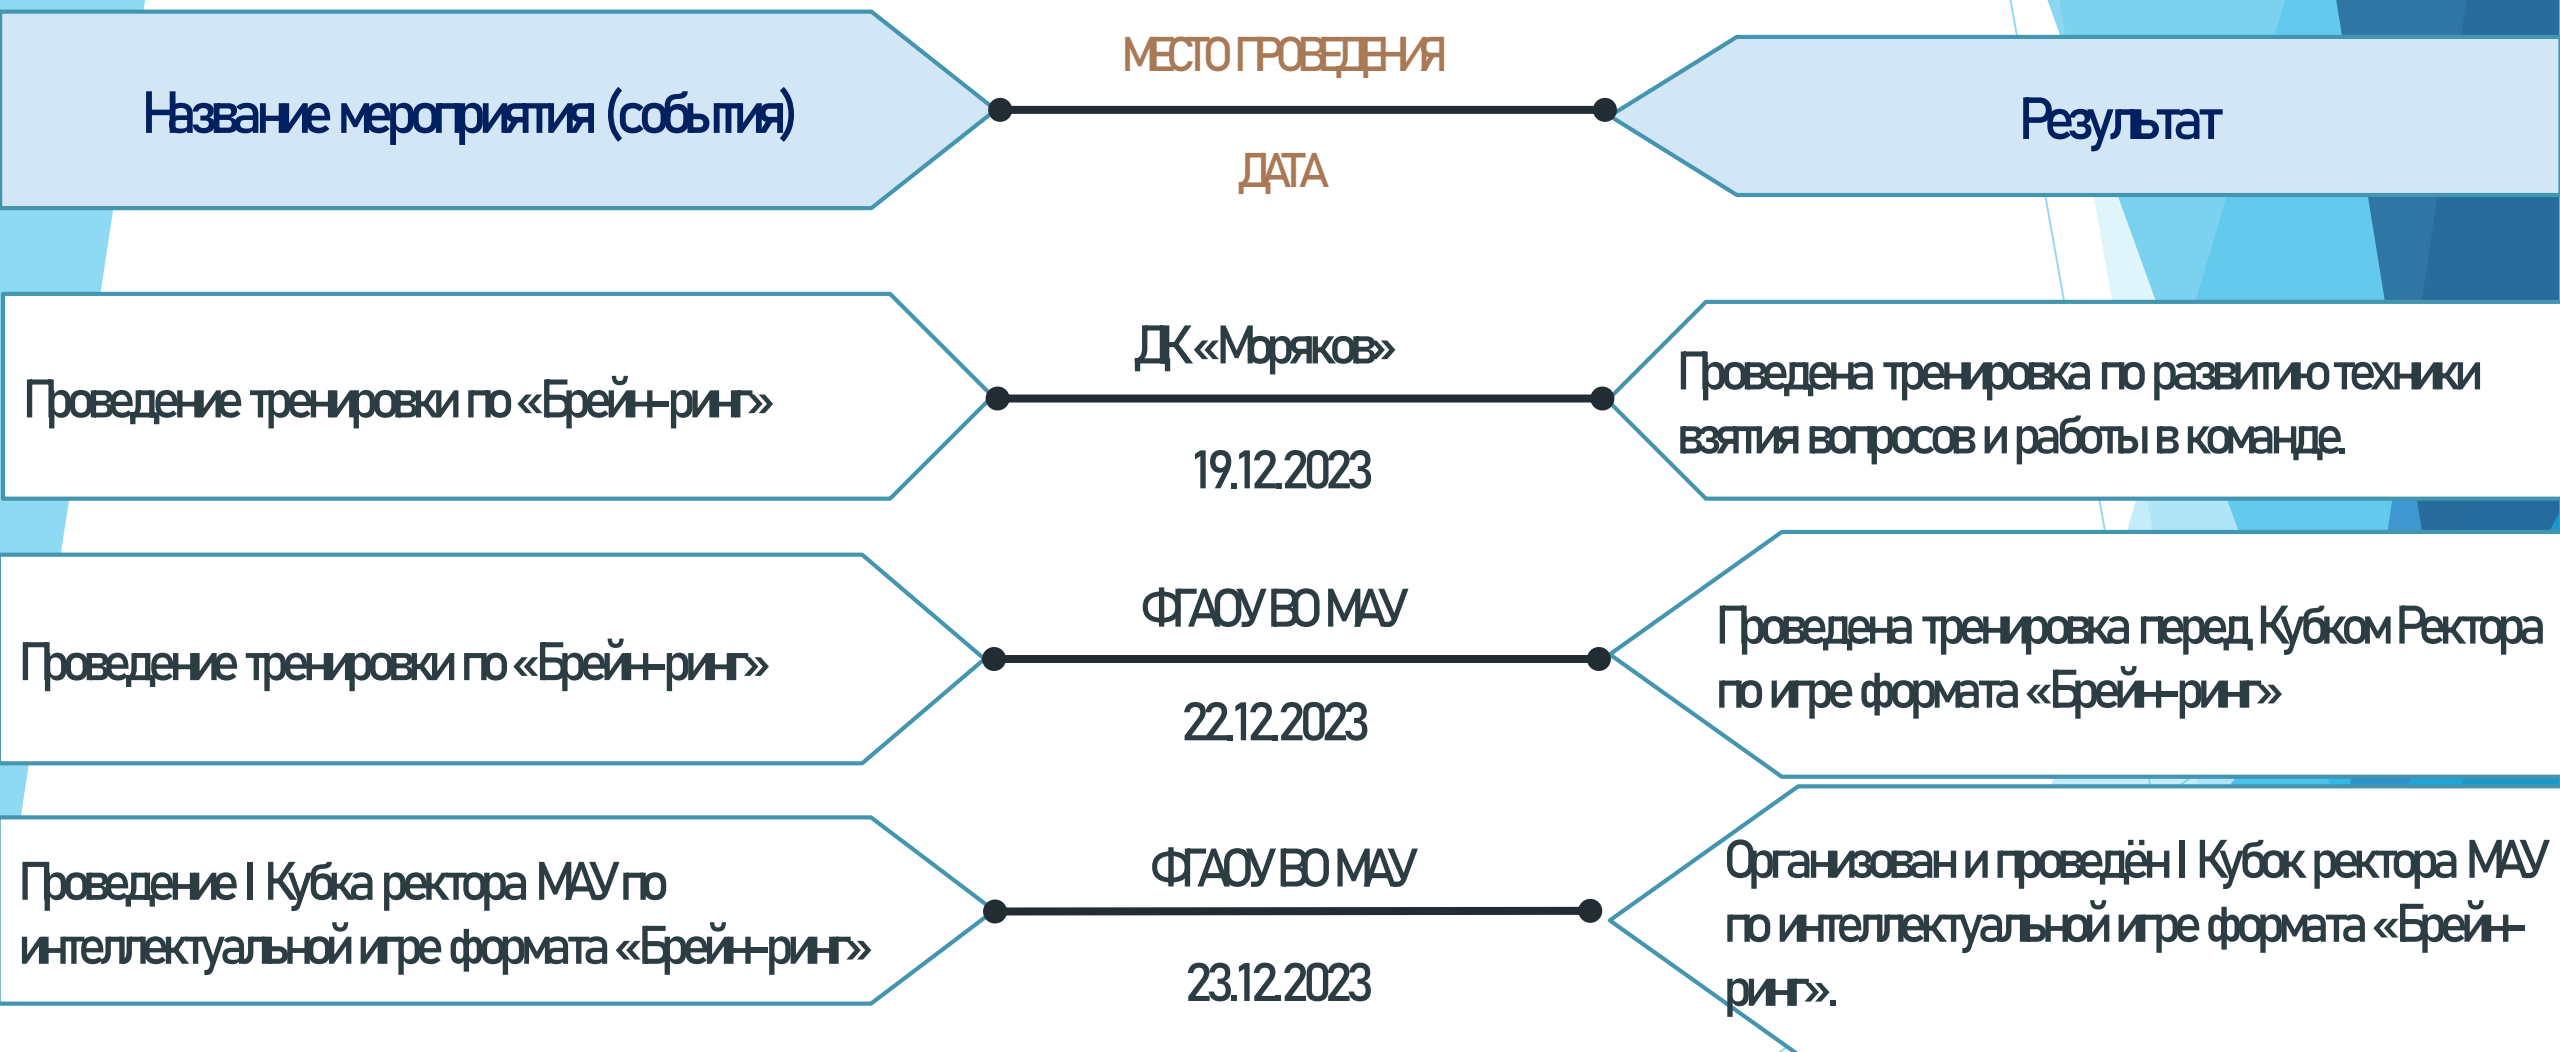 Название мероприятия (события)
МЕСТО ПРОВЕДЕНИЯ
ДАТА
Результат
Проведение тренировки по «Брейн-ринг»
ДК «Моряков»
19.12.2023
Проведена тренировка по развитию техники
взятия вопросов и работы в команде.
Проведение тренировки по «Брейн-ринг»
ФГАОУ ВО МАУ
22.12.2023
Проведена тренировка перед Кубком Ректора
по игре формата «Брейн-ринг»
Проведение I Кубка ректора МАУ по
интеллектуальной игре формата «Брейн-ринг»
ФГАОУ ВО МАУ
23.12.2023
Организован и проведён I Кубок ректора МАУ
по интеллектуальной игре формата «Брейн-
ринг».